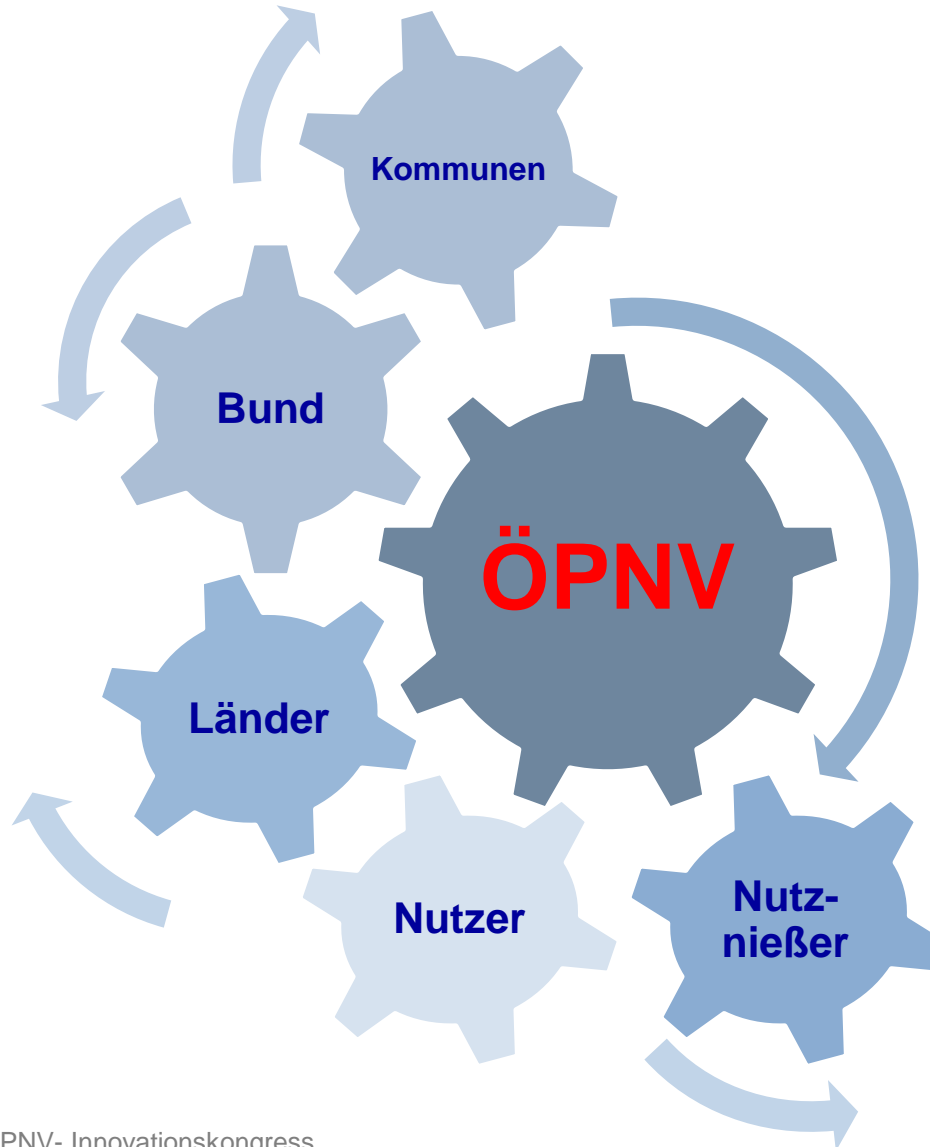 Kommunen
Bund
ÖPNV
Länder
Nutzer
Nutz-
nießer
PNV- Innovationskongress